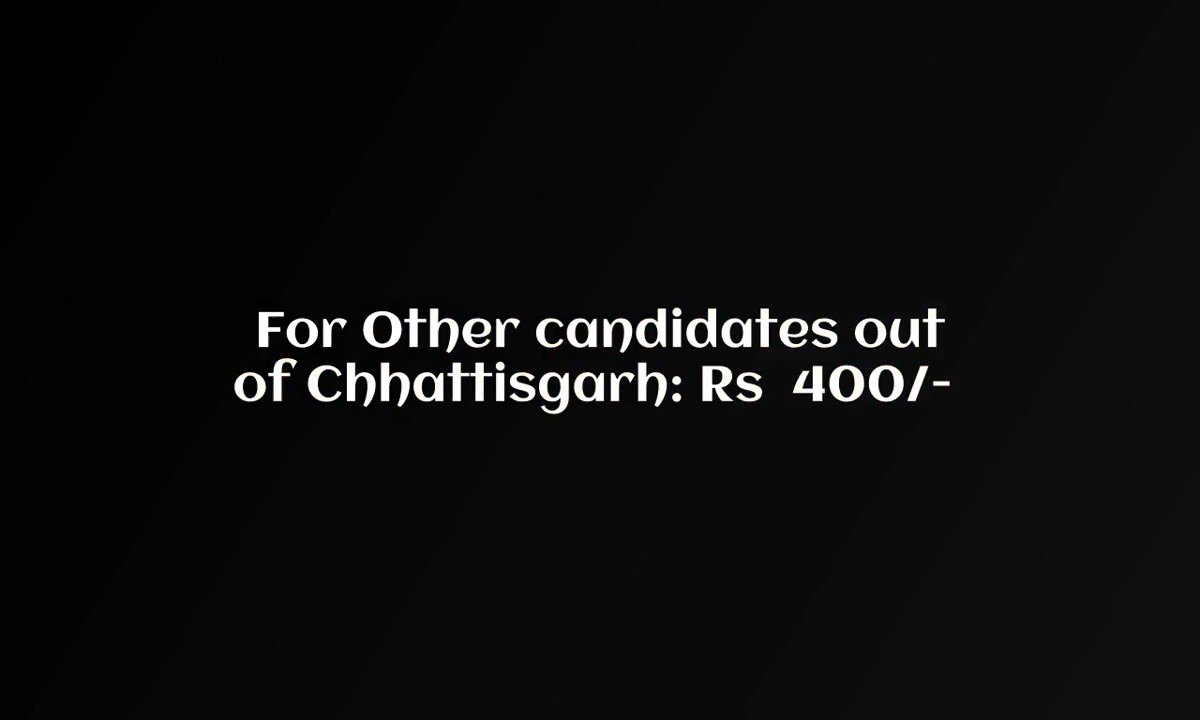 For Other candidates out
of Chhattisgarh: Rs  400/-